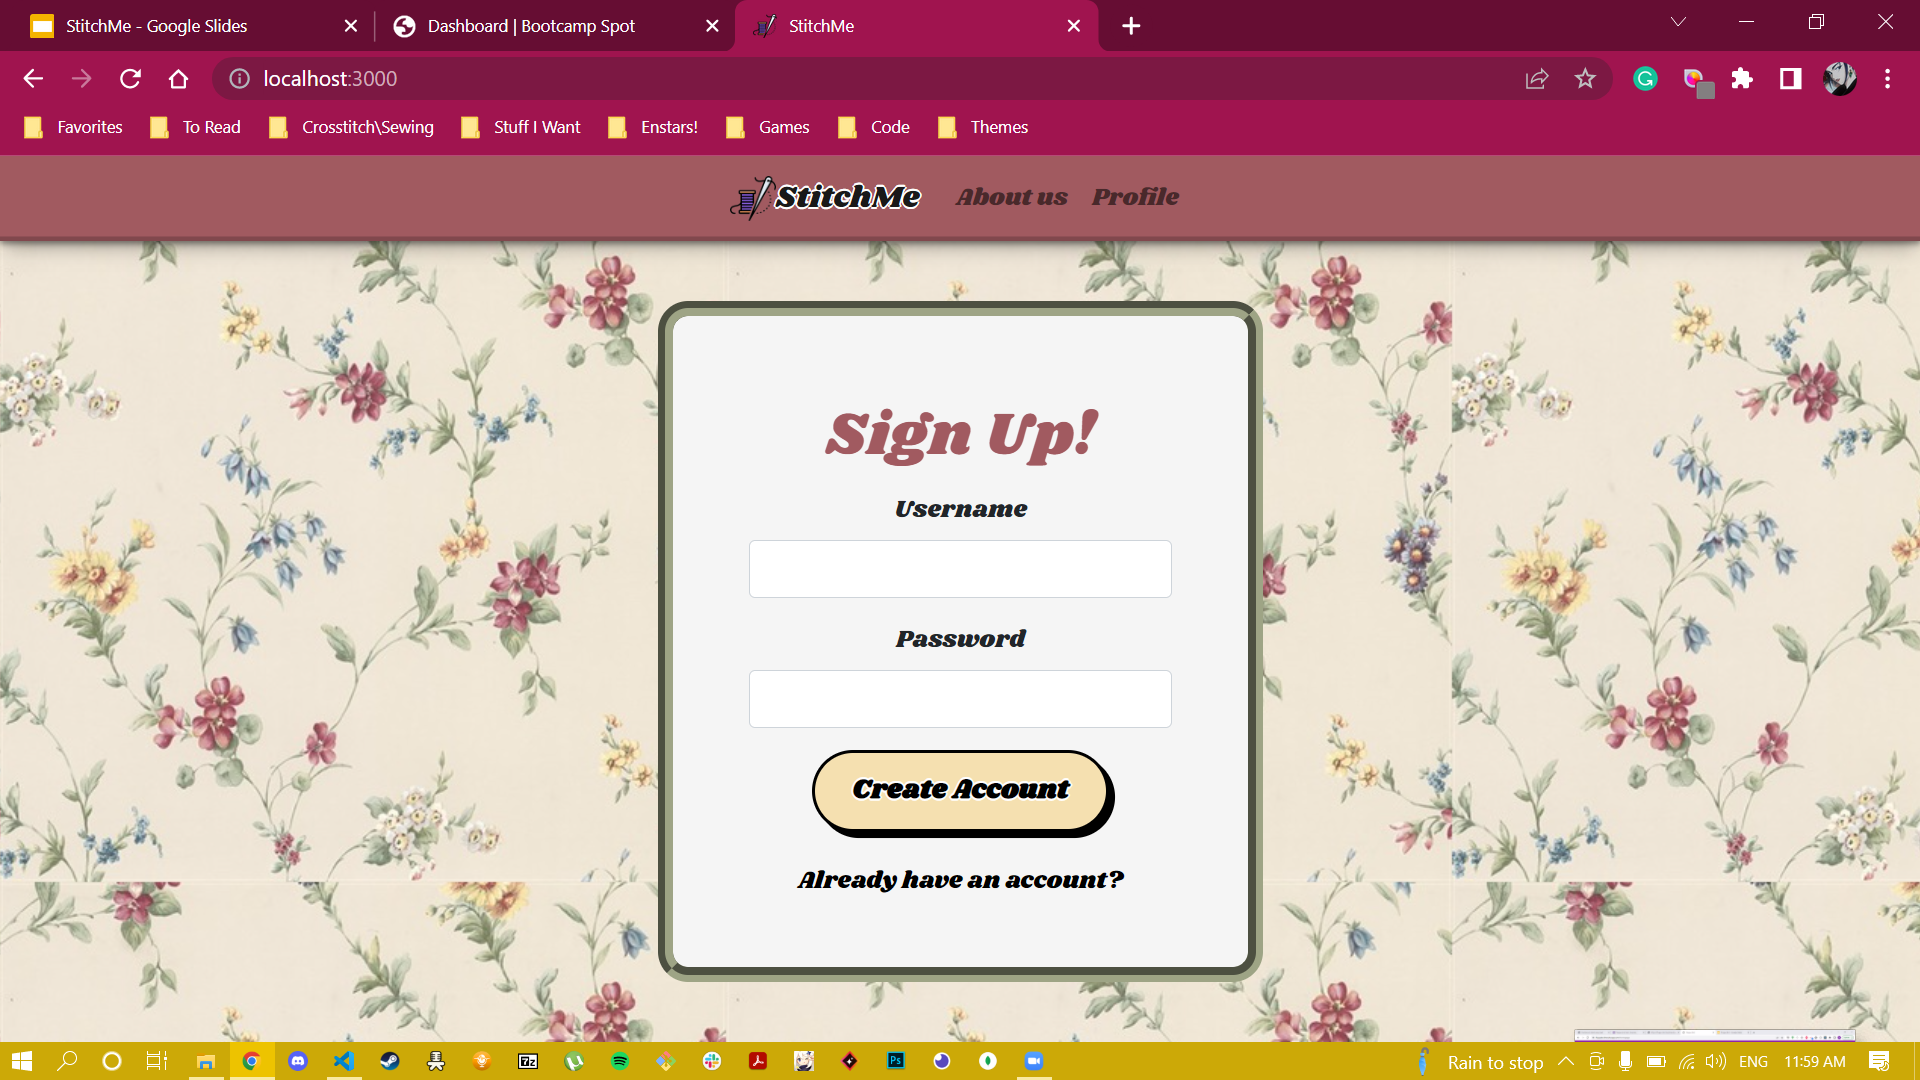 StitchMe - Google Slides
Dashboard | Bootcamp Spot
StitchMe
localhost:3000
Favorites
To Read
Crosstitch\Sewing
Stuff I Want
Enstars!
Games
Code
Themes
StitchMe
About us
Profile
Sign Up!
Username
Password
Create Account
Already have an account?
7z
Ps
Rain to stop
ENG
11:59 AM